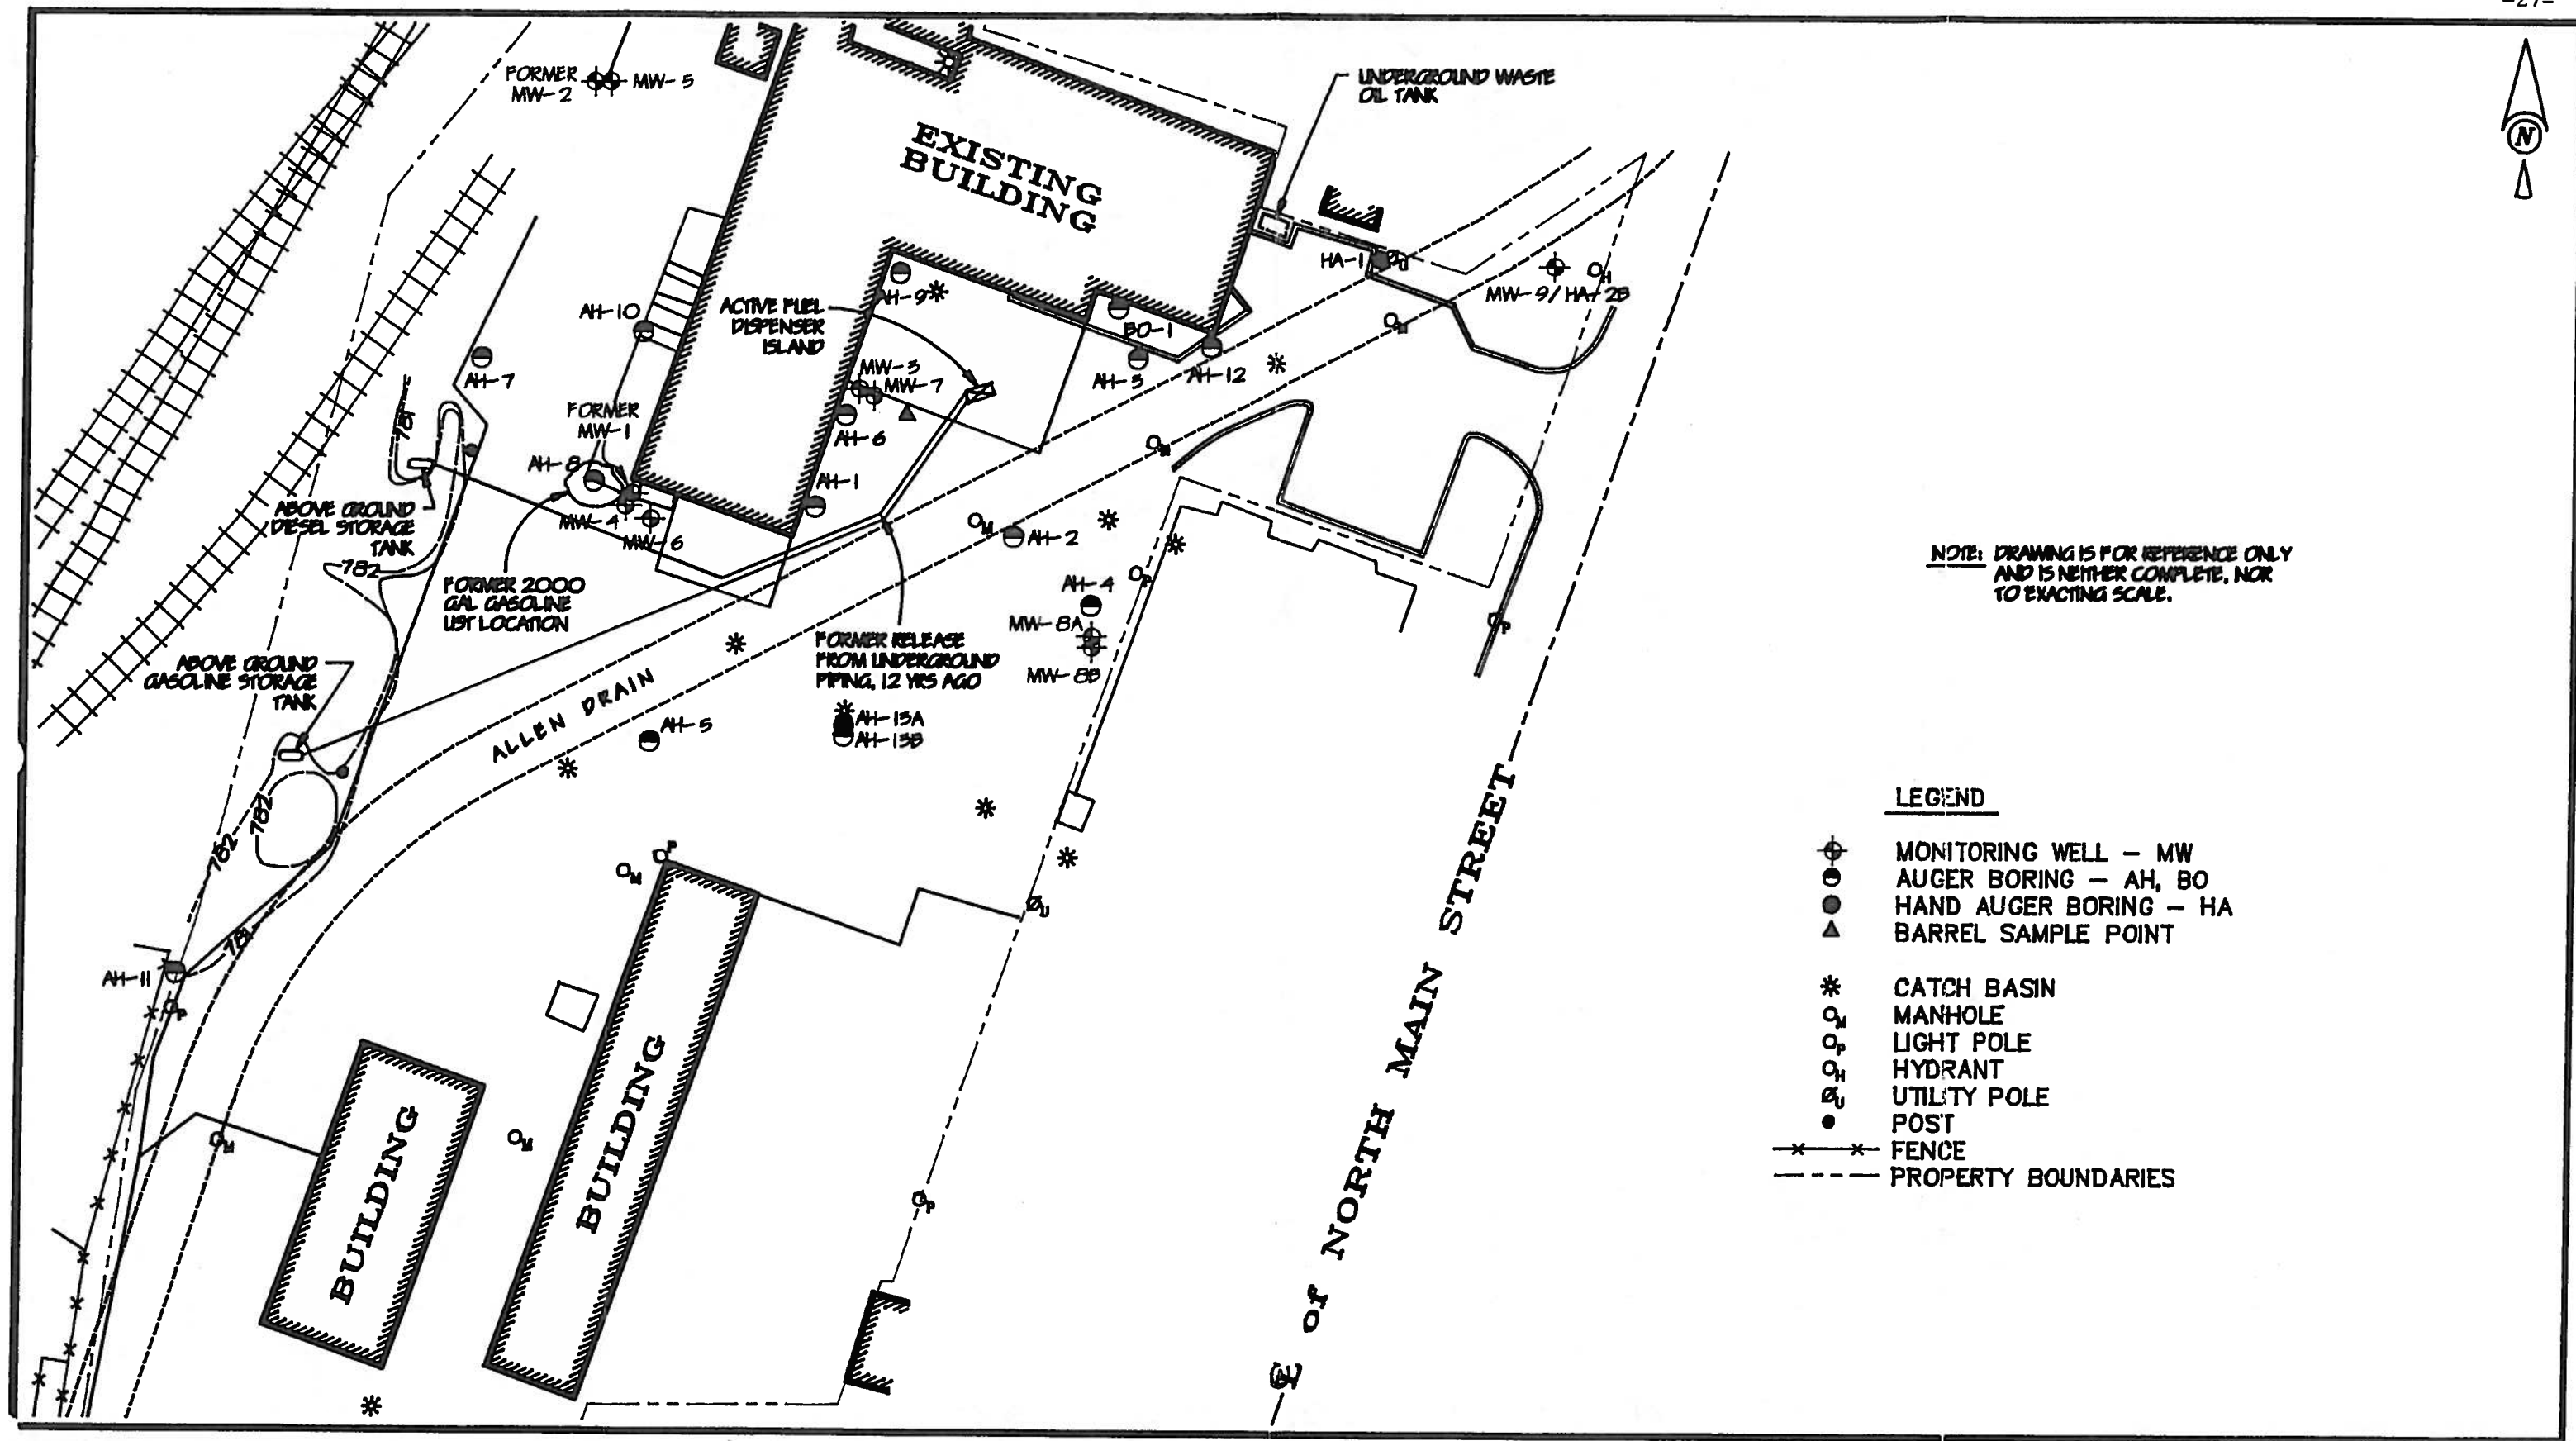 -27-
FORMER
MW-2
MW-5
UNDERGROUND WASTE
OIL TANK
N
EXISTING
BUILDING
HA-1
MW-9/HA-2B
AH-10
ACTIVE FUEL
DISPENSER
ISLAND
AH-9
BO-1
AH-7
MW-3
MW-7
AH-3
AH-12
FORMER
MW-1
AH-6
781
AH-8
AH-1
ABOVE GROUND
DIESEL STORAGE
TANK
MW-4
MW-6
AH-2
782
FORMER 2000
GAL GASOLINE
UST LOCATION
AH-4
MW-8A
MW-8B
NOTE: DRAWING IS FOR REFERENCE ONLY
AND IS NEITHER COMPLETE, NOR
TO EXACTING SCALE.
FORMER RELEASE
FROM UNDERGROUND
PIPING, 12 YRS AGO
ABOVE GROUND
GASOLINE STORAGE
TANK
ALLEN DRAIN
AH-5
AH-13A
AH-13B
782
782
781
AH-11
BUILDING
BUILDING
℄ of NORTH MAIN STREET
LEGEND
MONITORING WELL - MW
AUGER BORING - AH, BO
HAND AUGER BORING - HA
BARREL SAMPLE POINT
CATCH BASIN
M MANHOLE
P LIGHT POLE
H HYDRANT
U UTILITY POLE
POST
FENCE
PROPERTY BOUNDARIES